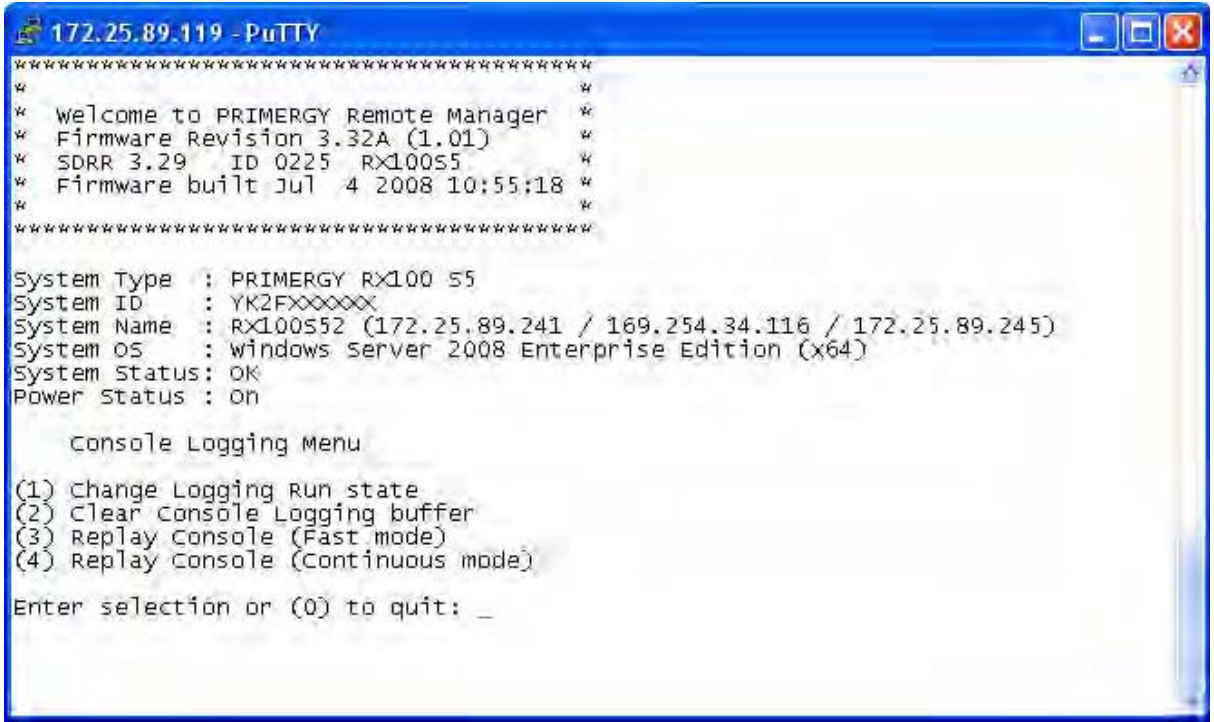 172.25.89.119 - PuTTY
*****************************************
*                                       *
*  Welcome to PRIMERGY Remote Manager   *
*  Firmware Revision 3.32A (1.01)       *
*  SDRR 3.29   ID 0225  RX100S5         *
*  Firmware built Jul  4 2008 10:55:18  *
*                                       *
*****************************************
System Type  : PRIMERGY RX100 S5
System ID    : YK2FXXXXXX
System Name  : RX100S52 (172.25.89.241 / 169.254.34.116 / 172.25.89.245)
System OS    : Windows Server 2008 Enterprise Edition (x64)
System Status: OK
Power Status : On
Console Logging Menu
(1) Change Logging Run state
(2) Clear Console Logging buffer
(3) Replay Console (Fast mode)
(4) Replay Console (Continuous mode)
Enter selection or (0) to quit: _